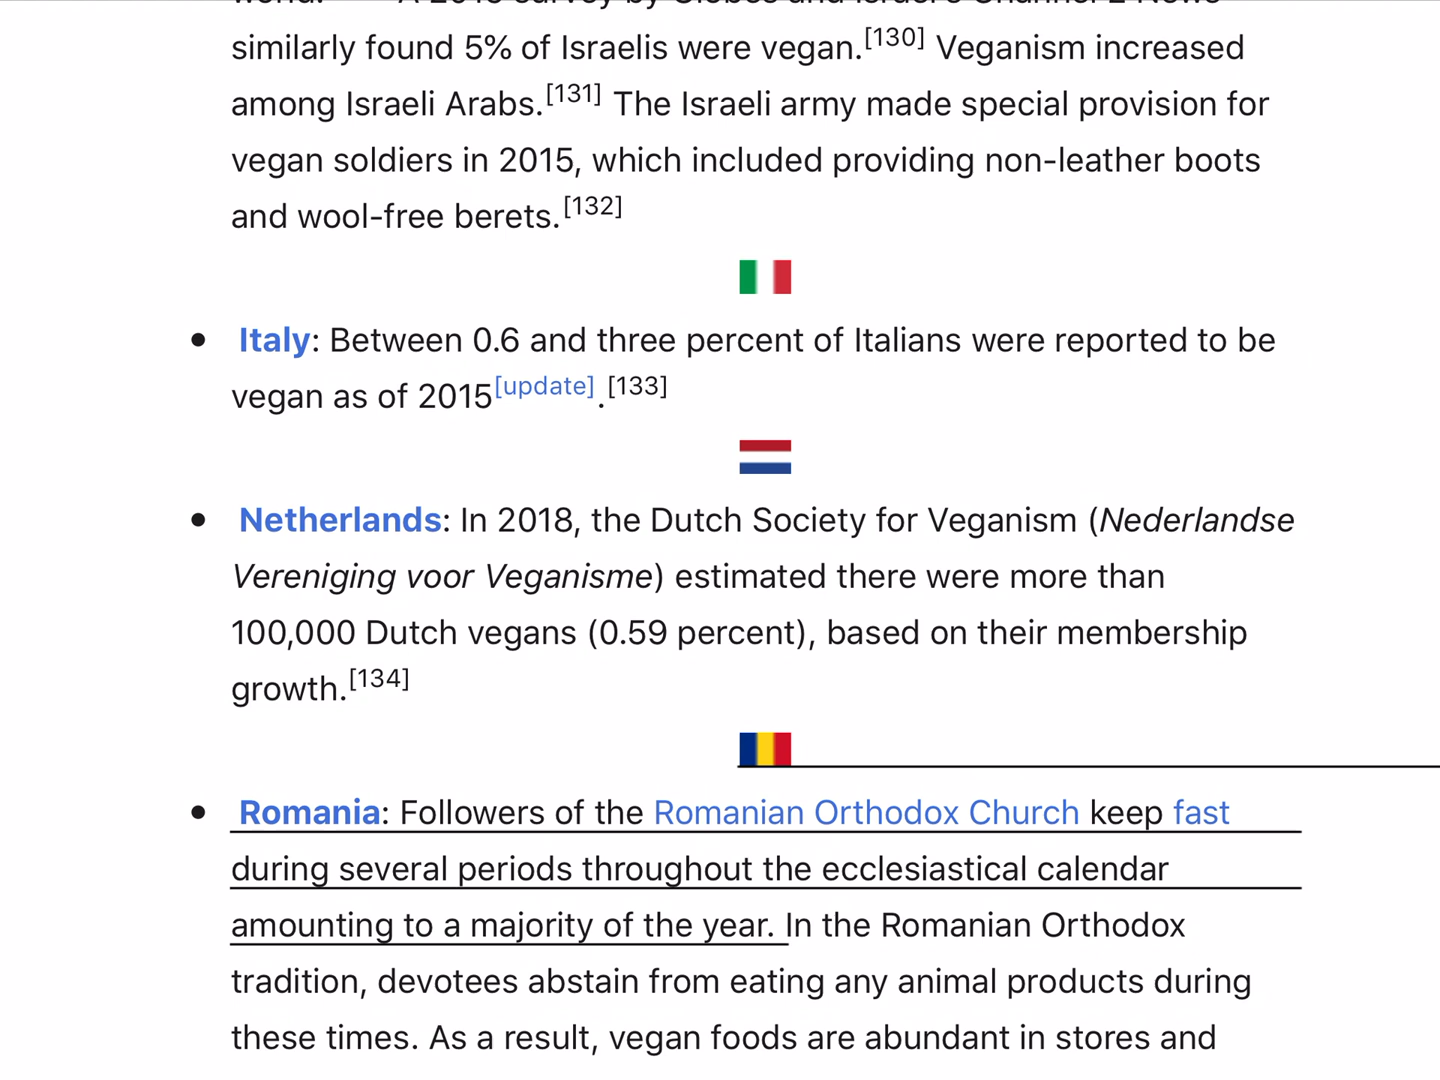 similarly found 5% of Israelis were vegan.[130] Veganism increased
among Israeli Arabs.[131] The Israeli army made special provision for
vegan soldiers in 2015, which included providing non-leather boots
and wool-free berets.[132]
• Italy: Between 0.6 and three percent of Italians were reported to be
vegan as of 2015[update].[133]
• Netherlands: In 2018, the Dutch Society for Veganism (Nederlandse
Vereniging voor Veganisme) estimated there were more than
100,000 Dutch vegans (0.59 percent), based on their membership
growth.[134]
• Romania: Followers of the Romanian Orthodox Church keep fast
during several periods throughout the ecclesiastical calendar
amounting to a majority of the year. In the Romanian Orthodox
tradition, devotees abstain from eating any animal products during
these times. As a result, vegan foods are abundant in stores and